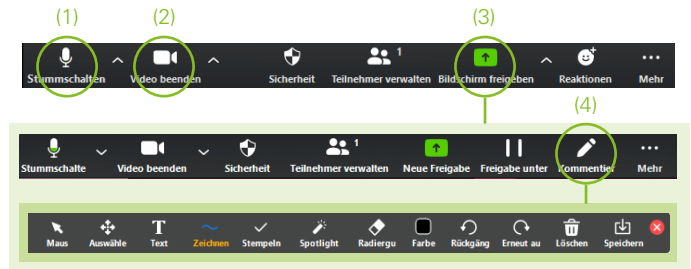 (1) (2) (3)
1
Stummschalten Video beenden Sicherheit Teilnehmer verwalten Bildschirm freigeben Reaktionen Mehr
(4)
1
Stummschalte Video beenden Sicherheit Teilnehmer verwalten Neue Freigabe Freigabe unter Kommentier Mehr
T
Maus Auswähle Text Zeichnen Stempeln Spotlight Radiergu Farbe Rückgäng Erneut au Löschen Speichern